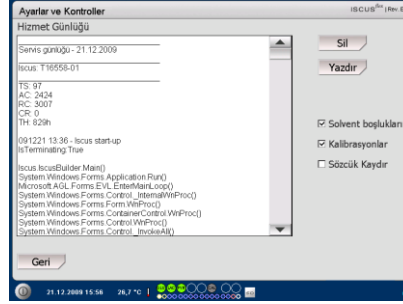 Ayarlar ve Kontroller
ISCUS flex (Rev.
Hizmet Günlüğü
Servis günlüğü - 21.12.2009
Iscus: T16558-01
TS: 97
AC: 2424
RC: 3007
CR: 0
TH: 829h
091221 13:36 - Iscus start-up
IsTerminating:True
Iscus.IscusBuilder.Main()
System.Windows.Forms.Application.Run()
Microsoft.AGL.Forms.EVL.EnterMainLoop()
System.Windows.Forms.Control._InternalWnProc()
System.Windows.Forms.Form.WnProc()
System.Windows.Forms.ContainerControl.WnProc()
System.Windows.Forms.Control.WnProc()
System.Windows.Forms.Control._InvokeAll()
Sil
Yazdır
Solvent boşlukları
Kalibrasyonlar
Sözcük Kaydır
Geri
21.12.2009 15:56
26,7 °C